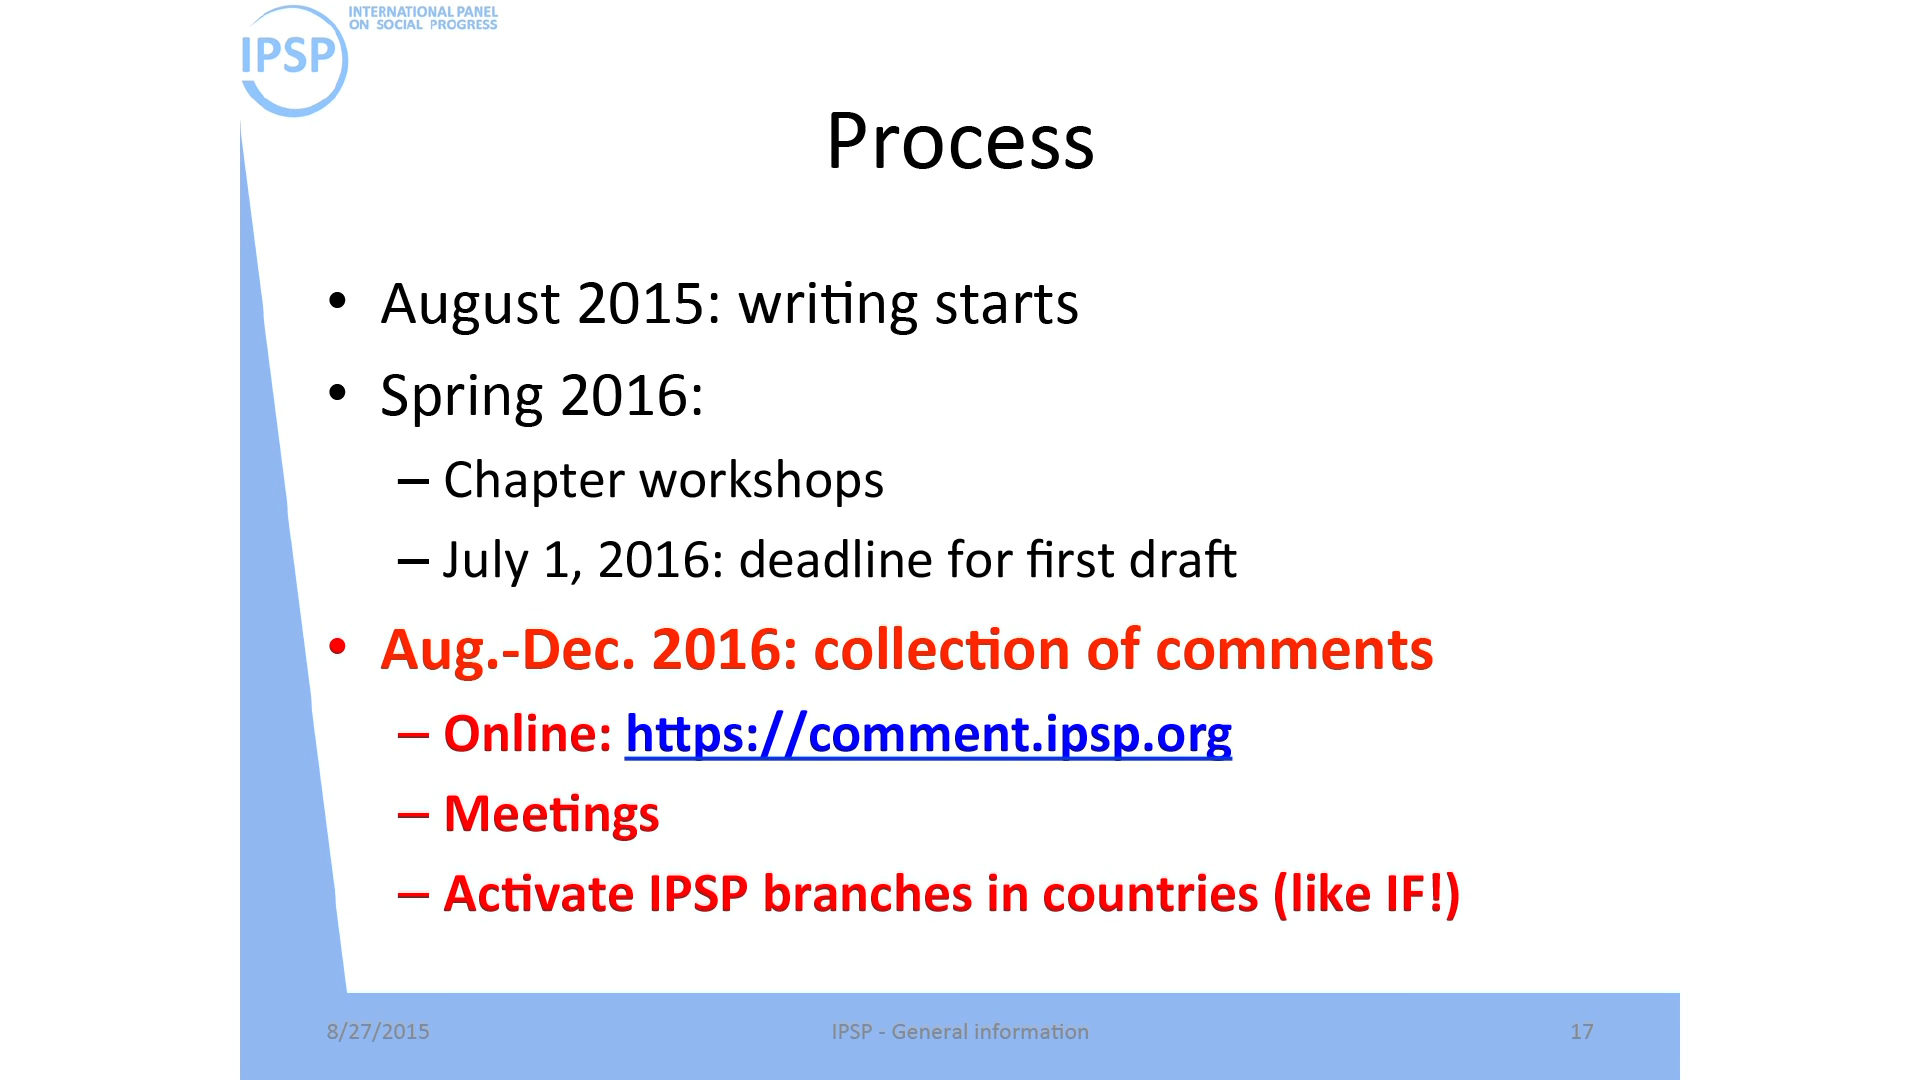 INTERNATIONAL PANEL
ON SOCIAL PROGRESS
IPSP
Process
• August 2015: writing starts
• Spring 2016:
– Chapter workshops
– July 1, 2016: deadline for first draft
• Aug.-Dec. 2016: collection of comments
– Online: https://comment.ipsp.org
– Meetings
– Activate IPSP branches in countries (like IF!)
8/27/2015
IPSP - General information
17